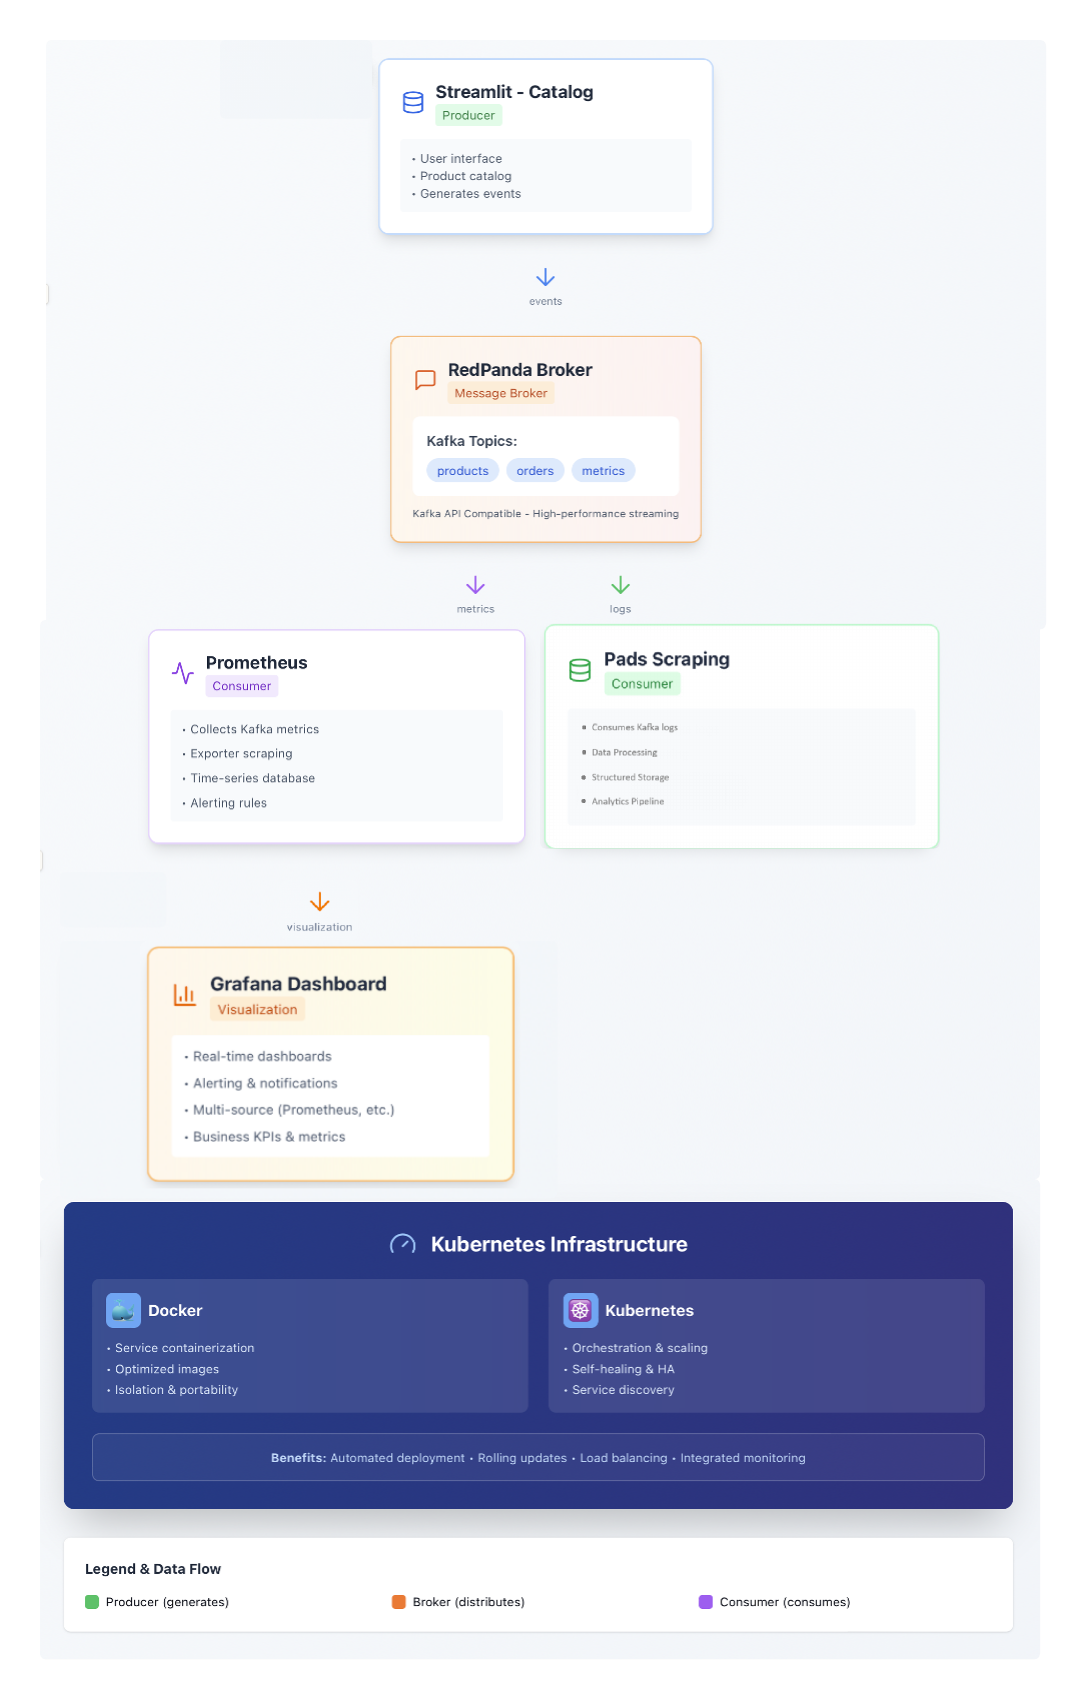 Streamlit - Catalog
Producer
• User interface
• Product catalog
• Generates events
events
RedPanda Broker
Message Broker
Kafka Topics:
products orders metrics
Kafka API Compatible - High-performance streaming
metrics
logs
Prometheus
Consumer
• Collects Kafka metrics
• Exporter scraping
• Time-series database
• Alerting rules
Pads Scraping
Consumer
• Consumes Kafka logs
• Data Processing
• Structured Storage
• Analytics Pipeline
visualization
Grafana Dashboard
Visualization
• Real-time dashboards
• Alerting & notifications
• Multi-source (Prometheus, etc.)
• Business KPIs & metrics
Kubernetes Infrastructure
Docker
• Service containerization
• Optimized images
• Isolation & portability
Kubernetes
• Orchestration & scaling
• Self-healing & HA
• Service discovery
Benefits: Automated deployment • Rolling updates • Load balancing • Integrated monitoring
Legend & Data Flow
Producer (generates)
Broker (distributes)
Consumer (consumes)